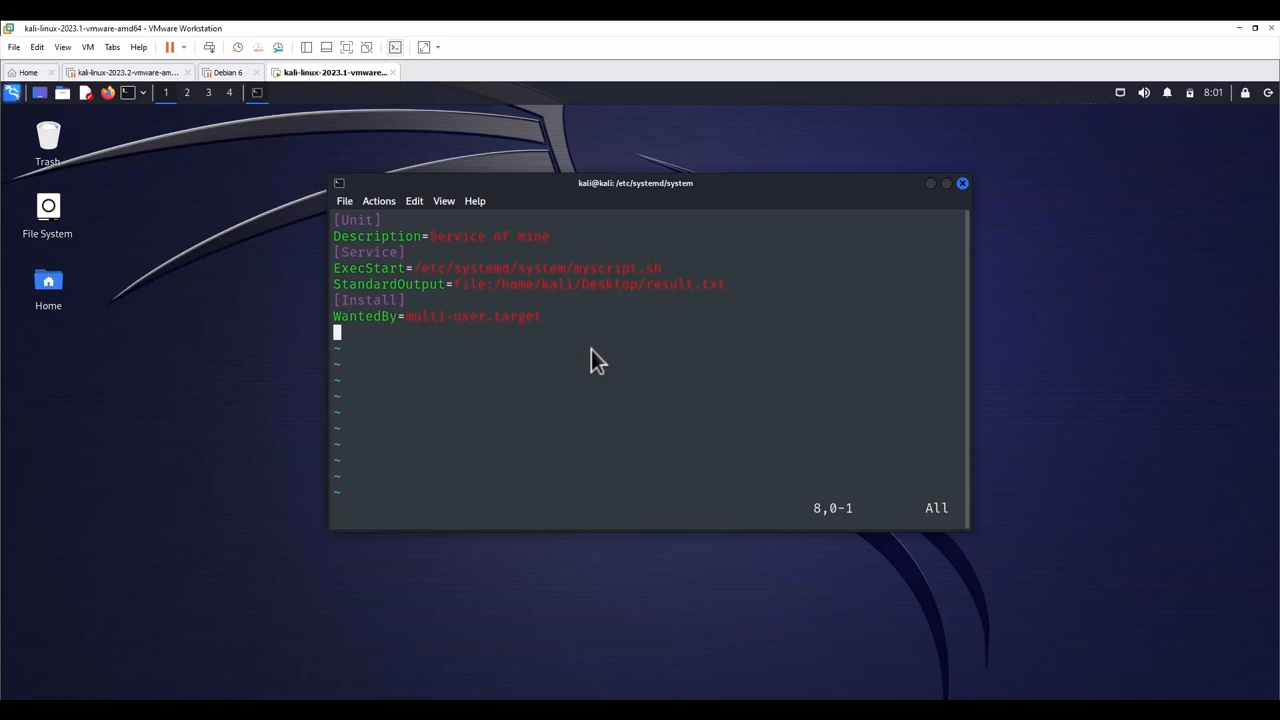 kali-linux-2023.1-vmware-amd64 - VMware Workstation
File Edit View VM Tabs Help
Home kali-linux-2023.2-vmware-am... Debian 6 kali-linux-2023.1-vmware...
1 2 3 4 8:01
Trash
File System
Home
kali@kali: /etc/systemd/system
File Actions Edit View Help
[Unit]
Description=Service of mine
[Service]
ExecStart=/etc/systemd/system/myscript.sh
StandardOutput=file:/home/kali/Desktop/result.txt
[Install]
WantedBy=multi-user.target
~
~
~
~
~
~
~
~
~
~
8,0-1 All